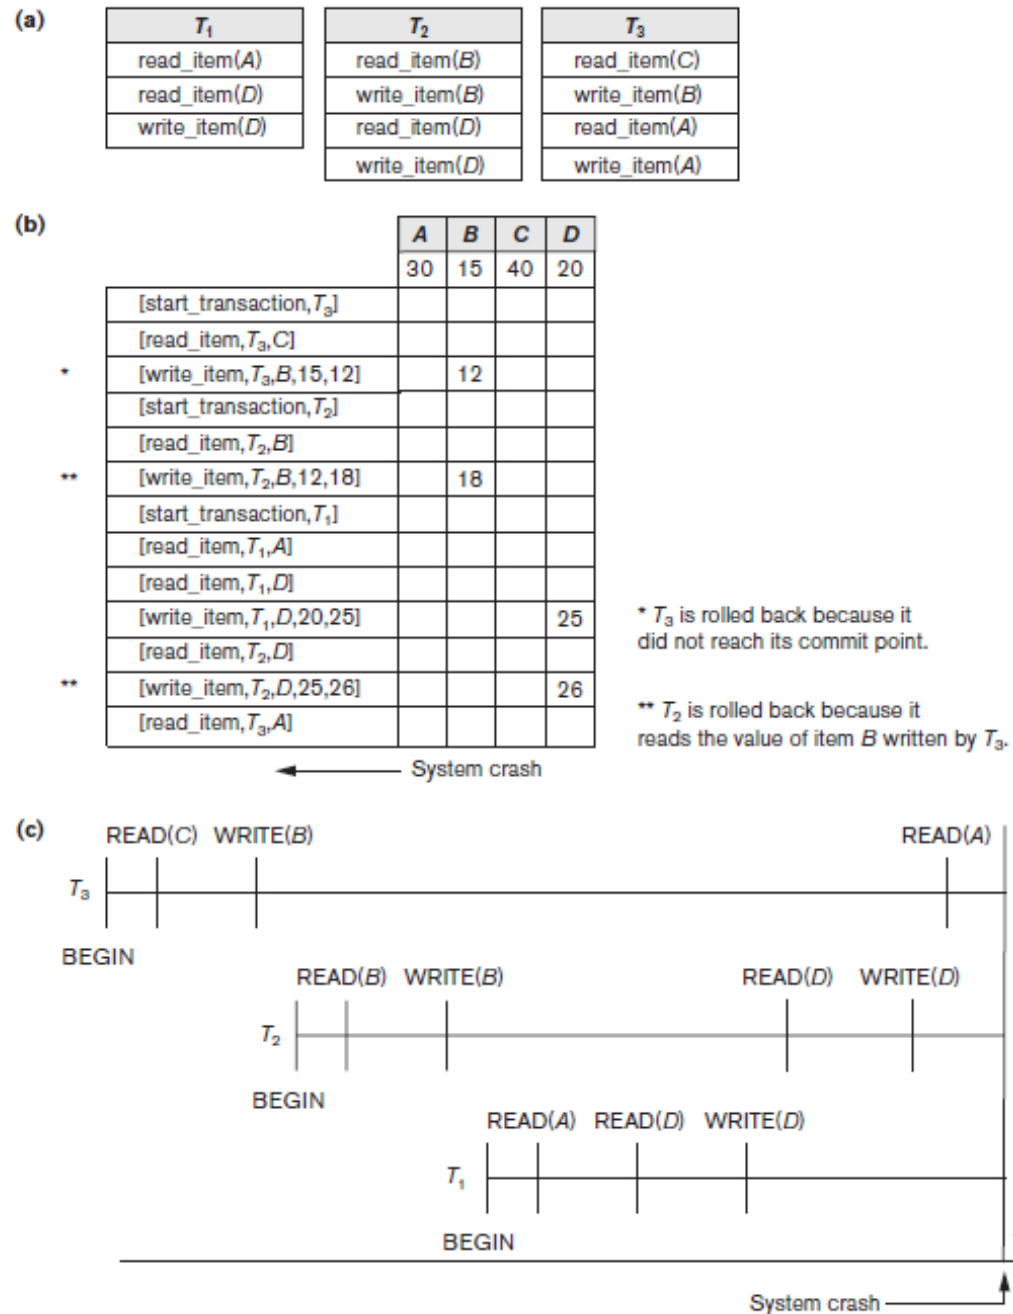 (a)
T₁ T₂ T₃
read_item(A) read_item(B) read_item(C)
read_item(D) write_item(B) write_item(B)
write_item(D) read_item(D) read_item(A)
write_item(D) write_item(A)
(b)
A B C D
30 15 40 20
[start_transaction,T₃]
[read_item,T₃,C]
* [write_item,T₃,B,15,12] 12
[start_transaction,T₂]
[read_item,T₂,B]
** [write_item,T₂,B,12,18] 18
[start_transaction,T₁]
[read_item,T₁,A]
[read_item,T₁,D]
[write_item,T₁,D,20,25] 25
[read_item,T₂,D]
** [write_item,T₂,D,25,26] 26
[read_item,T₃,A]
* T₃ is rolled back because it
did not reach its commit point.
** T₂ is rolled back because it
reads the value of item B written by T₃.
System crash
(c)
READ(C) WRITE(B) READ(A)
T₃
BEGIN
READ(B) WRITE(B) READ(D) WRITE(D)
T₂
BEGIN
READ(A) READ(D) WRITE(D)
T₁
BEGIN
System crash